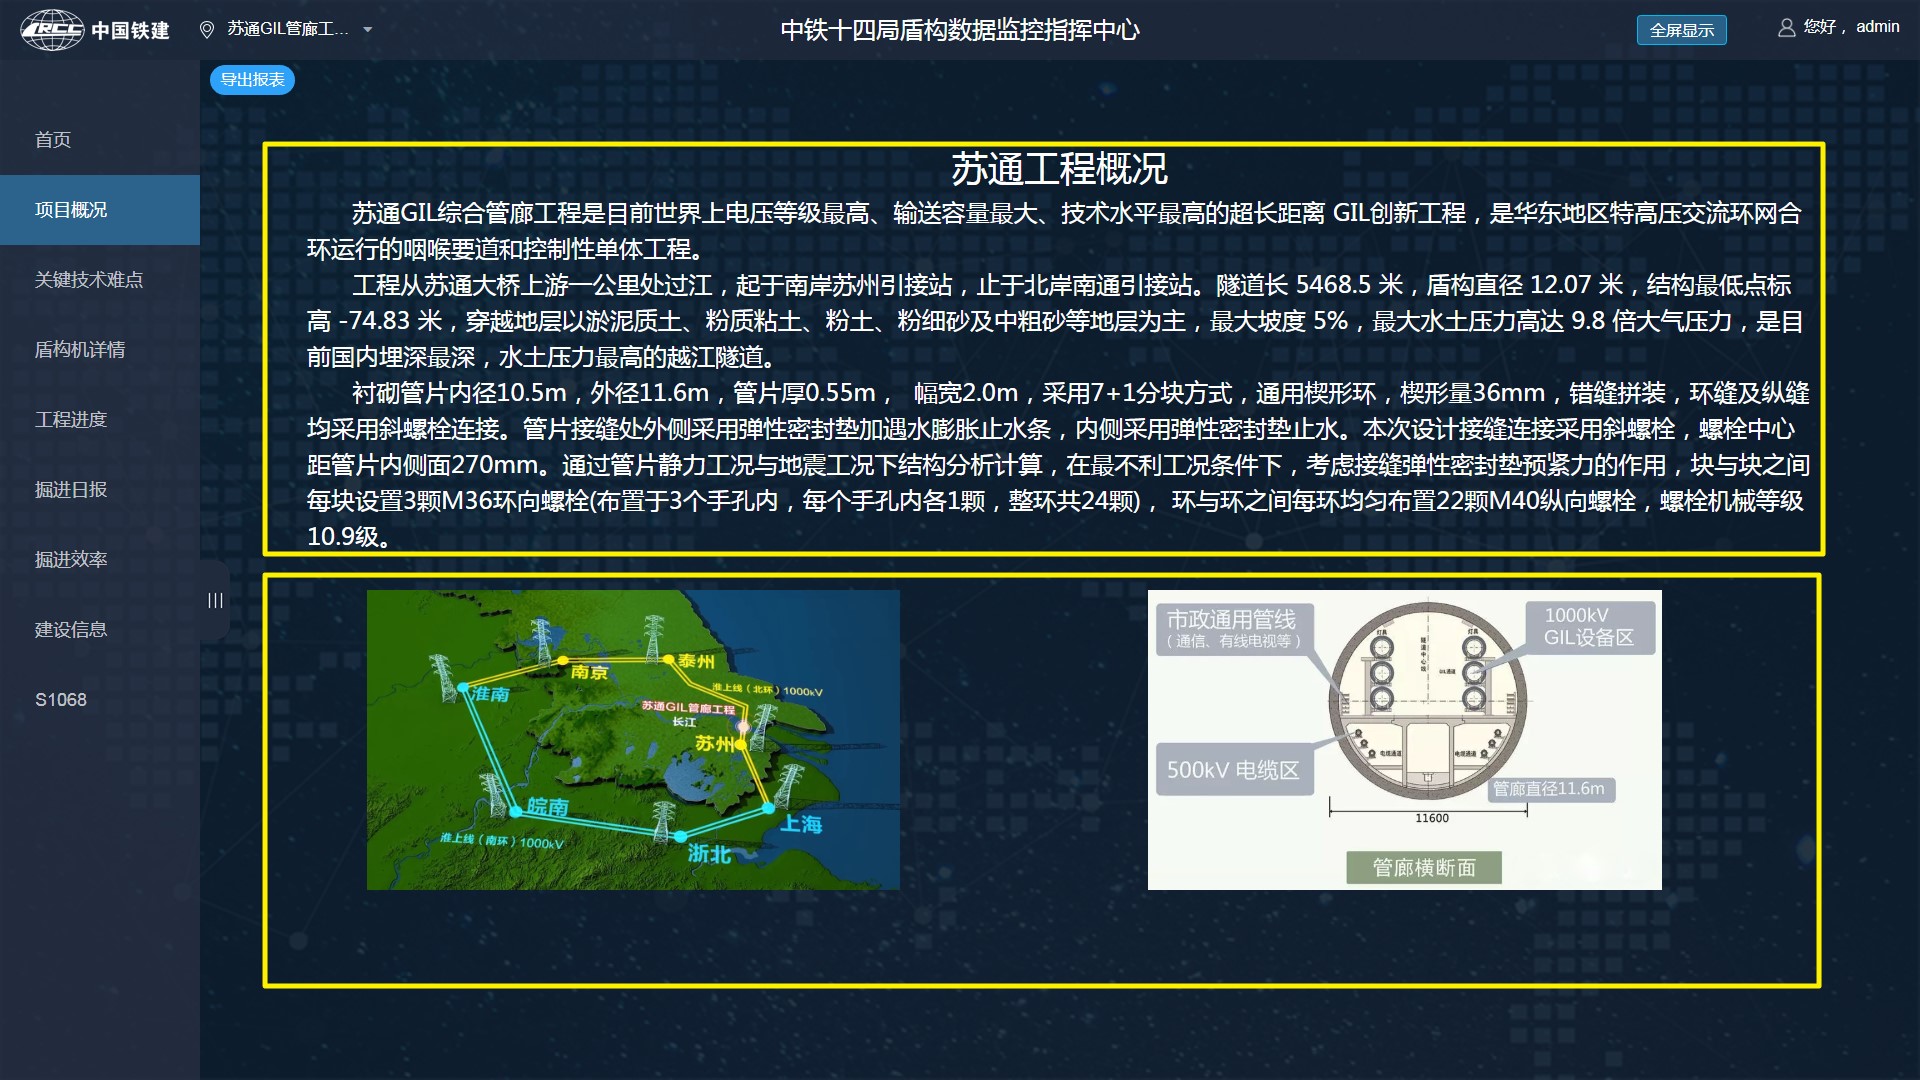 CRCC 中国铁建
苏通GIL管廊工...
中铁十四局盾构数据监控指挥中心
全屏显示
您好， admin
导出报表
首页
项目概况
关键技术难点
盾构机详情
工程进度
掘进日报
掘进效率
建设信息
S1068
苏通工程概况
苏通GIL综合管廊工程是目前世界上电压等级最高、输送容量最大、技术水平最高的超长距离 GIL创新工程，是华东地区特高压交流环网合
环运行的咽喉要道和控制性单体工程。
工程从苏通大桥上游一公里处过江，起于南岸苏州引接站，止于北岸南通引接站。隧道长 5468.5 米，盾构直径 12.07 米，结构最低点标
高 -74.83 米，穿越地层以淤泥质土、粉质粘土、粉土、粉细砂及中粗砂等地层为主，最大坡度 5%，最大水土压力高达 9.8 倍大气压力，是目
前国内埋深最深，水土压力最高的越江隧道。
衬砌管片内径10.5m，外径11.6m，管片厚0.55m， 幅宽2.0m，采用7+1分块方式，通用楔形环，楔形量36mm，错缝拼装，环缝及纵缝
均采用斜螺栓连接。管片接缝处外侧采用弹性密封垫加遇水膨胀止水条，内侧采用弹性密封垫止水。本次设计接缝连接采用斜螺栓，螺栓中心
距管片内侧面270mm。通过管片静力工况与地震工况下结构分析计算，在最不利工况条件下，考虑接缝弹性密封垫预紧力的作用，块与块之间
每块设置3颗M36环向螺栓(布置于3个手孔内，每个手孔内各1颗，整环共24颗)， 环与环之间每环均匀布置22颗M40纵向螺栓，螺栓机械等级
10.9级。
南京
泰州
淮南
淮上线（北环）1000kV
苏通GIL管廊工程
长江
苏州
皖南
上海
淮上线（南环）1000kV
浙北
市政通用管线
（ 通信、有线电视等 ）
1000kV
GIL设备区
灯具
灯具
隧道中心线
GIL通道
500kV 电缆区
电缆通道
电缆通道
管廊直径11.6m
11600
管廊横断面